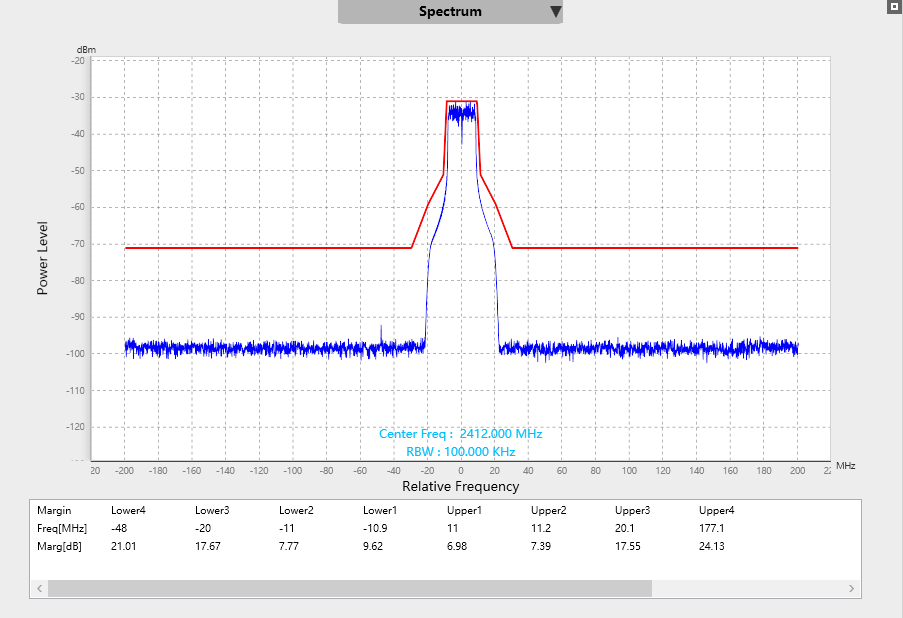 Spectrum
dBm
-20
-30
-40
-50
-60
-70
-80
-90
-100
-110
-120
Power Level
Center Freq : 2412.000 MHz
RBW : 100.000 KHz
20 -200 -180 -160 -140 -120 -100 -80 -60 -40 -20 0 20 40 60 80 100 120 140 160 180 200 MHz
Relative Frequency
Margin Lower4 Lower3 Lower2 Lower1 Upper1 Upper2 Upper3 Upper4
Freq[MHz] -48 -20 -11 -10.9 11 11.2 20.1 177.1
Marg[dB] 21.01 17.67 7.77 9.62 6.98 7.39 17.55 24.13